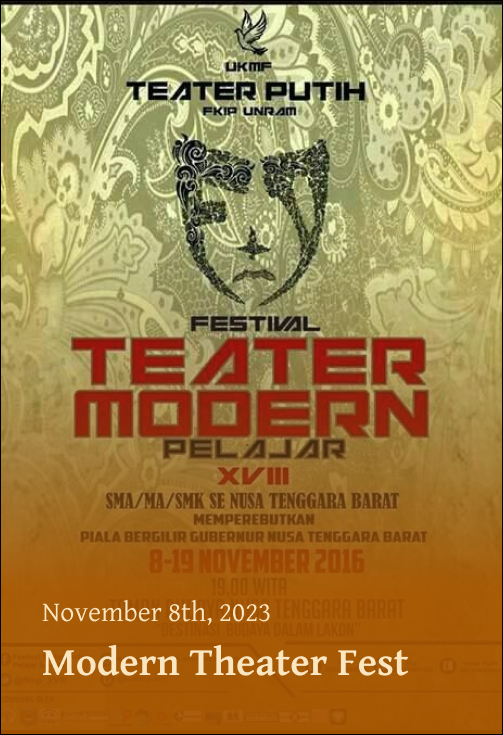 UKMF
TEATER PUTIH
FKIP UNRAM
FESTIVAL
TEATER
MODERN
PELAJAR
XVIII
SMA/MA/SMK SE NUSA TENGGARA BARAT
MEMPEREBUTKAN
PIALA BERGILIR GUBERNUR NUSA TENGGARA BARAT
8-19 NOVEMBER 2016
19.00 WITA
TENGGARA BARAT
November 8th, 2023
DALAM LAKON
Modern Theater Fest